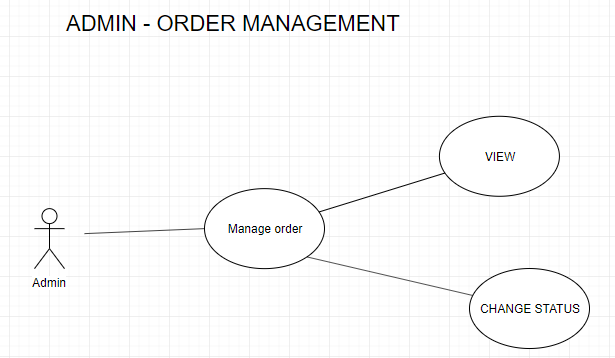 ADMIN - ORDER MANAGEMENT
VIEW
Manage order
Admin
CHANGE STATUS